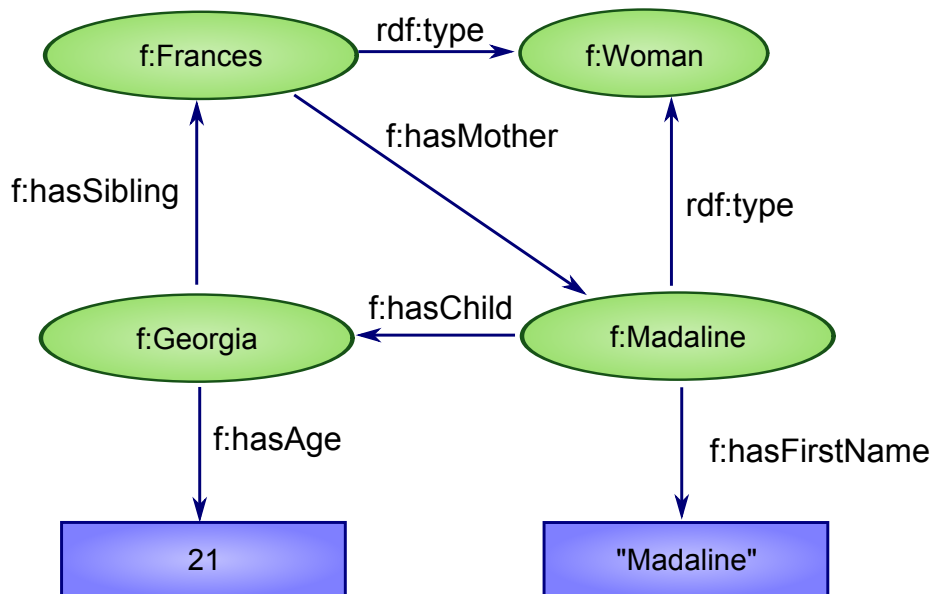 rdf:type
f:Frances
f:Woman
f:hasMother
f:hasSibling
rdf:type
f:hasChild
f:Georgia
f:Madaline
f:hasAge
f:hasFirstName
21
"Madaline"